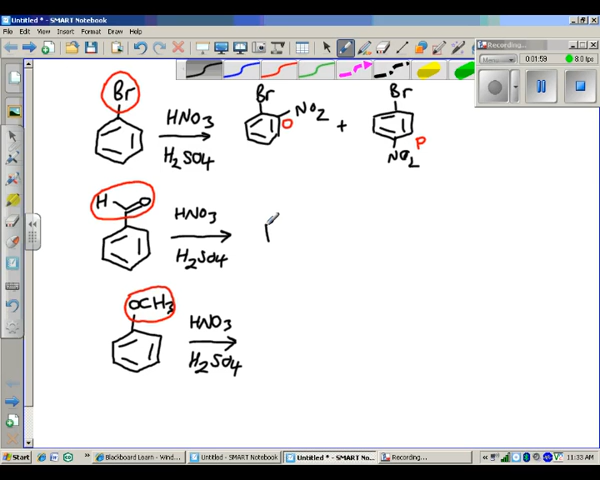 Untitled * - SMART Notebook
File Edit View Insert Format Draw Help
Recording...
Menu
00:01:59
8.0 fps
Br
HNO3
H2SO4
Br
NO2
O
+
Br
NO2
P
H
O
HNO3
H2SO4
OCH3
HNO3
H2SO4
Start
Blackboard Learn - Wind...
Untitled - SMART Notebook
Untitled * - SMART No...
Recording...
11:33 AM